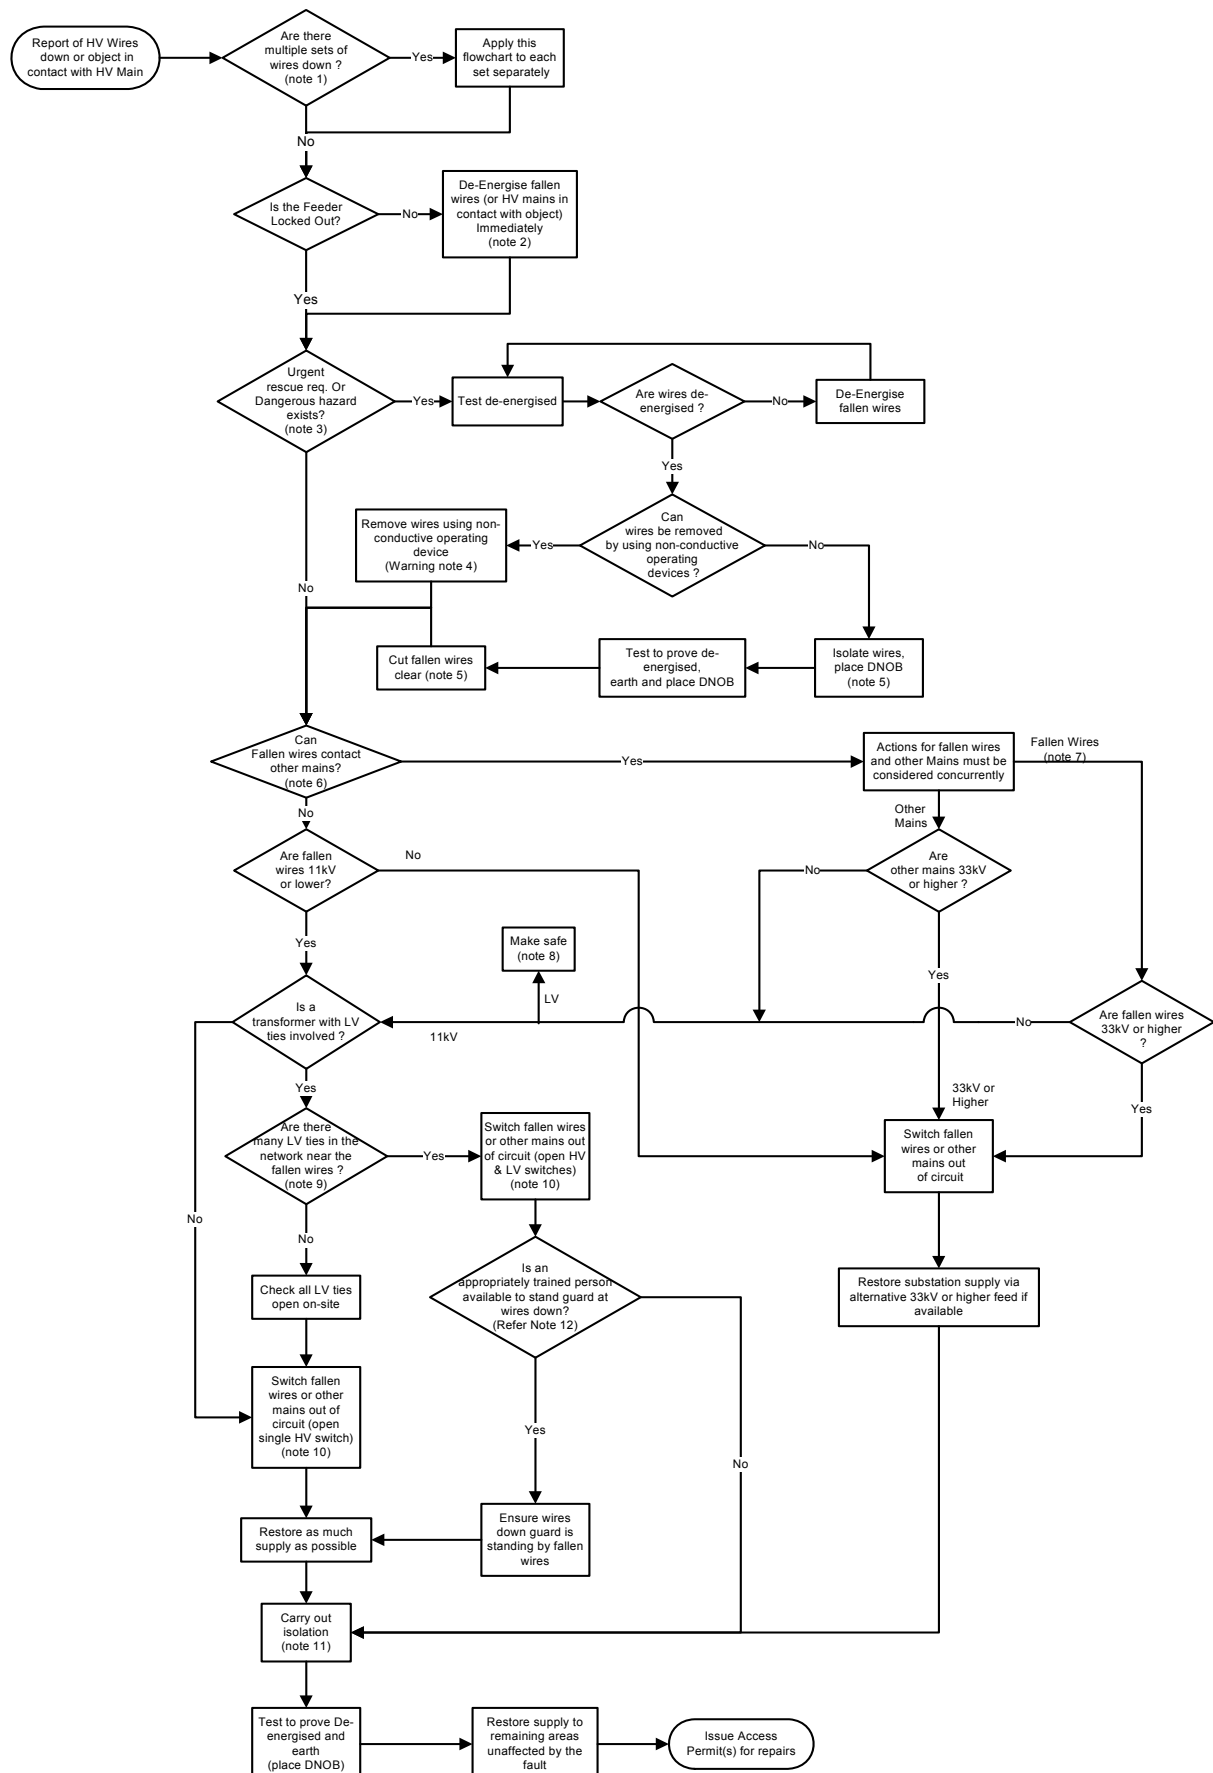 Report of HV Wires
down or object in
contact with HV Main
Are there
multiple sets of
wires down ?
(note 1)
Yes
Apply this
flowchart to each
set separately
No
Is the Feeder
Locked Out?
No
De-Energise fallen
wires (or HV mains in
contact with object)
Immediately
(note 2)
Yes
Urgent
rescue req. Or
Dangerous hazard
exists?
(note 3)
Yes
Test de-energised
Are wires de-
energised ?
No
De-Energise
fallen wires
Yes
Can
wires be removed
by using non-conductive
operating
devices ?
Yes
Remove wires using non-
conductive operating
device
(Warning note 4)
No
No
Isolate wires,
place DNOB
(note 5)
Test to prove de-
energised,
earth and place DNOB
Cut fallen wires
clear (note 5)
Can
Fallen wires contact
other mains?
(note 6)
Yes
Actions for fallen wires
and other Mains must be
considered concurrently
Fallen Wires
(note 7)
No
Other
Mains
Are fallen
wires 11kV
or lower?
No
No
Are
other mains 33kV
or higher ?
Yes
Make safe
(note 8)
LV
Yes
Is a
transformer with LV
ties involved ?
11kV
No
Are fallen wires
33kV or higher
?
Yes
33kV or
Higher
Yes
Are there
many LV ties in the
network near the
fallen wires ?
(note 9)
Yes
Switch fallen wires
or other mains out
of circuit (open HV
& LV switches)
(note 10)
Switch fallen
wires or other
mains out
of circuit
No
No
Check all LV ties
open on-site
Is an
appropriately trained person
available to stand guard at
wires down?
(Refer Note 12)
Restore substation supply via
alternative 33kV or higher feed if
available
Switch fallen
wires or other
mains out of
circuit (open
single HV switch)
(note 10)
Yes
No
Restore as much
supply as possible
Ensure wires
down guard is
standing by fallen
wires
Carry out
isolation
(note 11)
Test to prove De-
energised and
earth
(place DNOB)
Restore supply to
remaining areas
unaffected by the
fault
Issue Access
Permit(s) for repairs